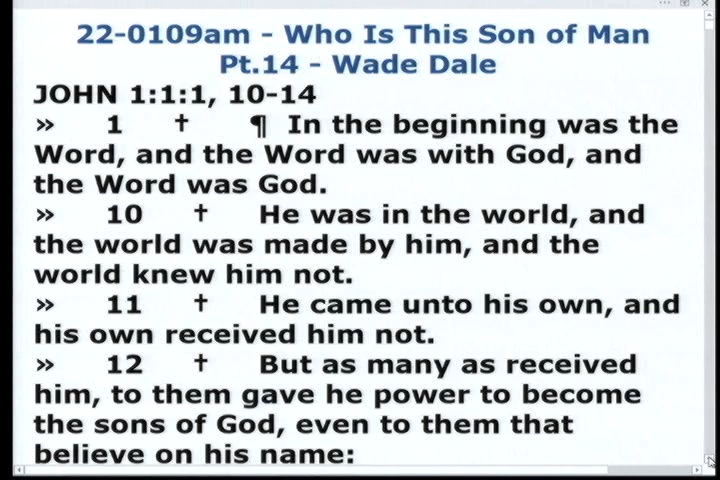 22-0109am - Who Is This Son of Man
Pt.14 - Wade Dale
JOHN 1:1:1, 10-14
» 1 † ¶ In the beginning was the
Word, and the Word was with God, and
the Word was God.
» 10 † He was in the world, and
the world was made by him, and the
world knew him not.
» 11 † He came unto his own, and
his own received him not.
» 12 † But as many as received
him, to them gave he power to become
the sons of God, even to them that
believe on his name: